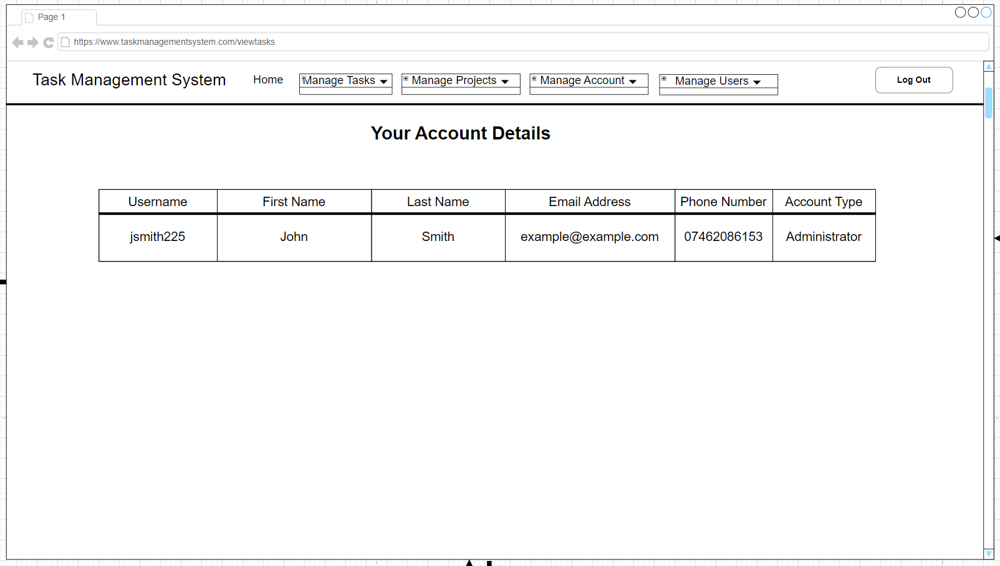 Page 1
https://www.taskmanagementsystem.com/viewtasks
Task Management System Home Manage Tasks Manage Projects Manage Account Manage Users Log Out
Your Account Details
Username First Name Last Name Email Address Phone Number Account Type
jsmith225 John Smith example@example.com 07462086153 Administrator